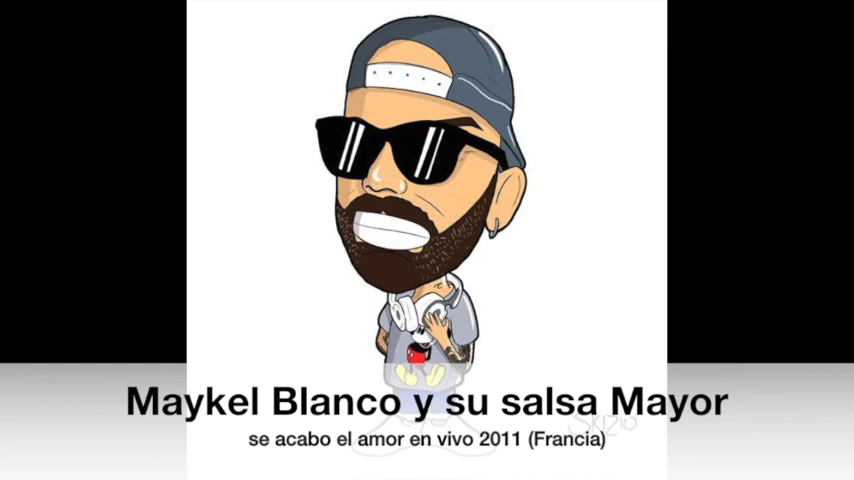 Maykel Blanco y su salsa Mayor
se acabo el amor en vivo 2011 (Francia)